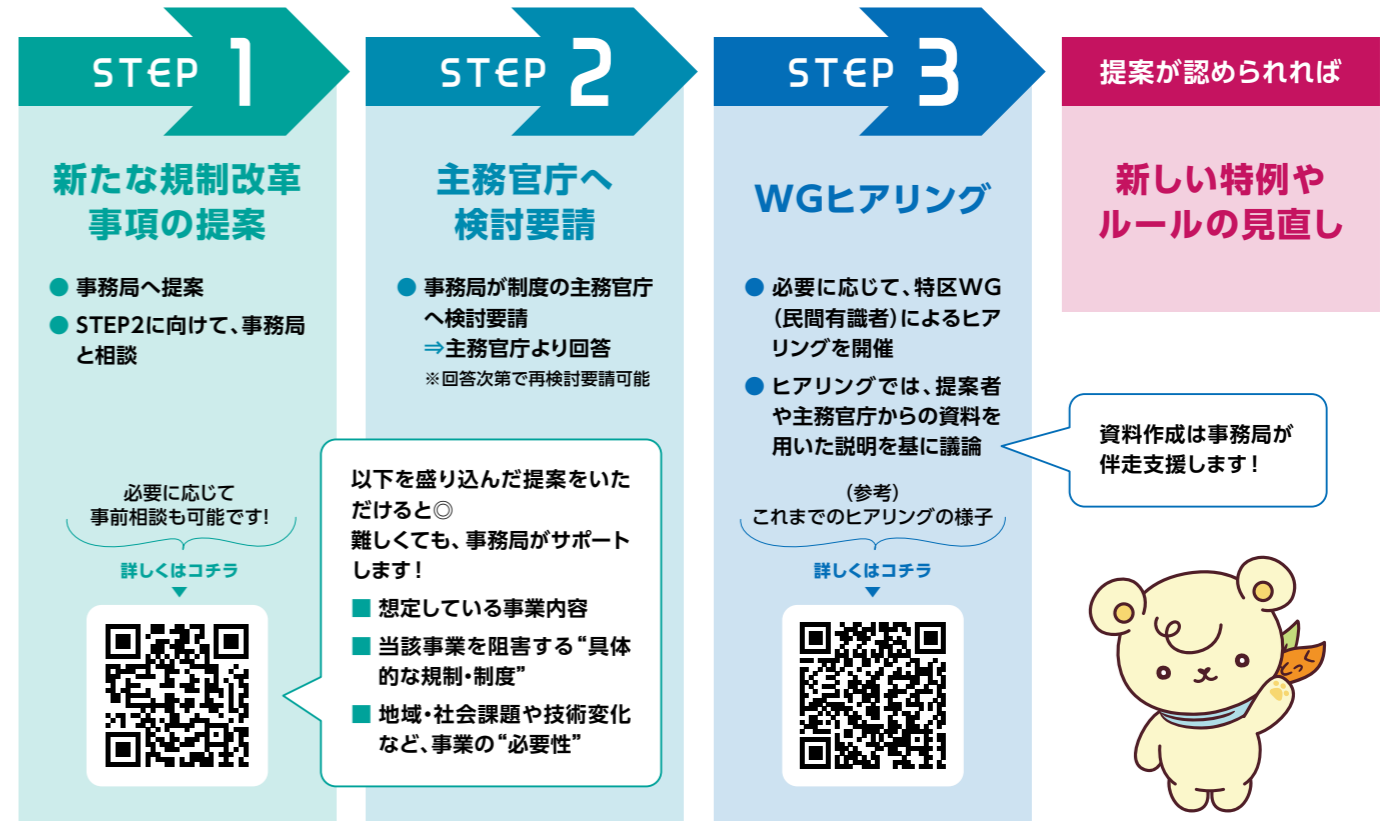 STEP 1
新たな規制改革
事項の提案
● 事務局へ提案
● STEP2に向けて、事務局
と相談
必要に応じて
事前相談も可能です!
詳しくはコチラ
▼
以下を盛り込んだ提案をいた
だけると◎
難しくても、事務局がサポート
します!
■ 想定している事業内容
■ 当該事業を阻害する“具体
的な規制・制度”
■ 地域・社会課題や技術変化
など、事業の“必要性”
STEP 2
主務官庁へ
検討要請
● 事務局が制度の主務官庁
へ検討要請
⇒主務官庁より回答
※回答次第で再検討要請可能
STEP 3
WGヒアリング
● 必要に応じて、特区WG
(民間有識者)によるヒア
リングを開催
● ヒアリングでは、提案者
や主務官庁からの資料を
用いた説明を基に議論
(参考)
これまでのヒアリングの様子
詳しくはコチラ
▼
資料作成は事務局が
伴走支援します!
提案が認められれば
新しい特例や
ルールの見直し
とっく